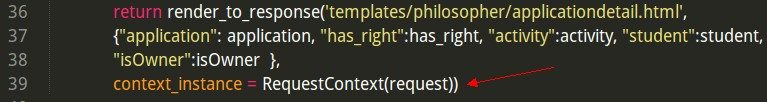 36 return render_to_response('templates/philosopher/applicationdetail.html',
37 {"application": application, "has_right":has_right, "activity":activity, "student":student,
38 "isOwner":isOwner  },
39 context_instance = RequestContext(request))